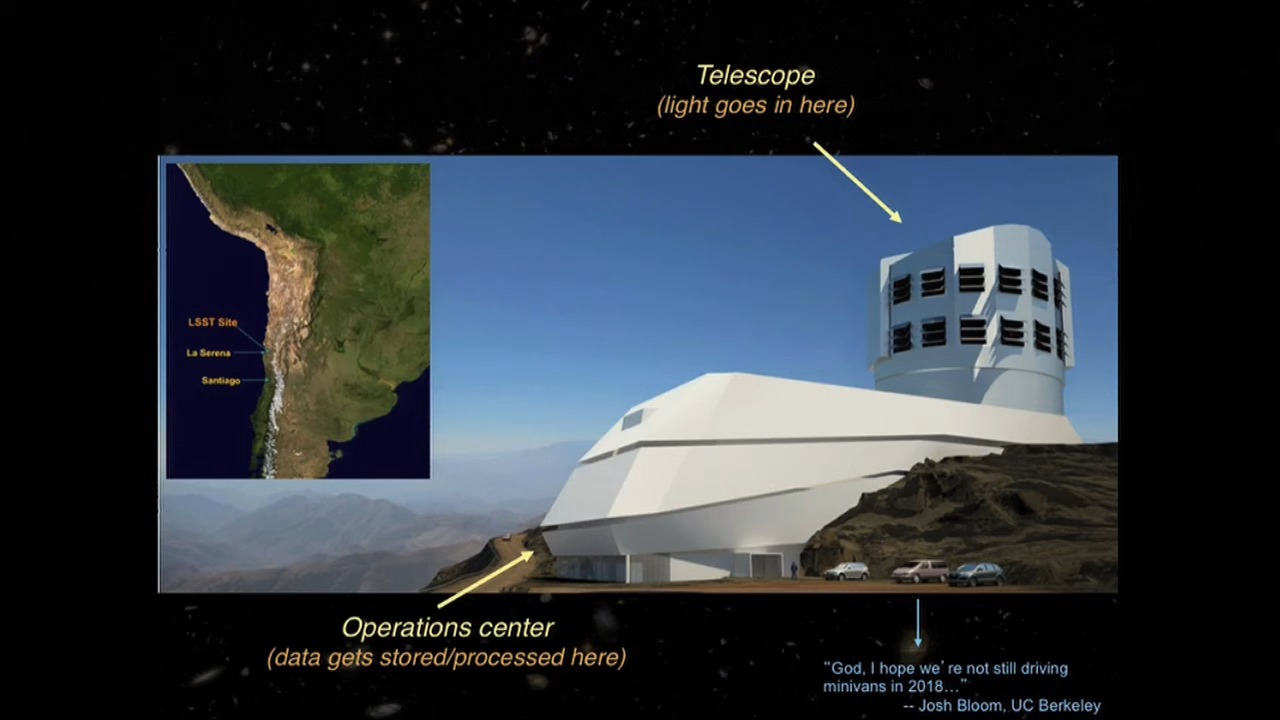 Telescope
(light goes in here)
LSST Site
La Serena
Santiago
Operations center
(data gets stored/processed here)
“God, I hope we’ re not still driving
minivans in 2018…”
-- Josh Bloom, UC Berkeley